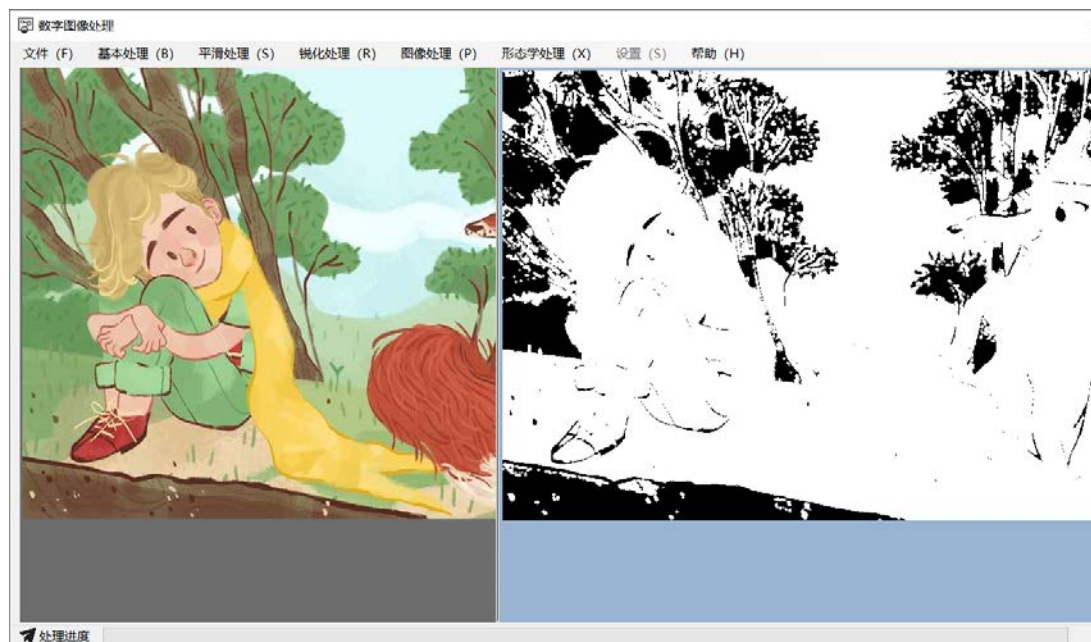 数字图像处理
文件 (F) 基本处理 (B) 平滑处理 (S) 锐化处理 (R) 图像处理 (P) 形态学处理 (X) 设置 (S) 帮助 (H)
处理进度